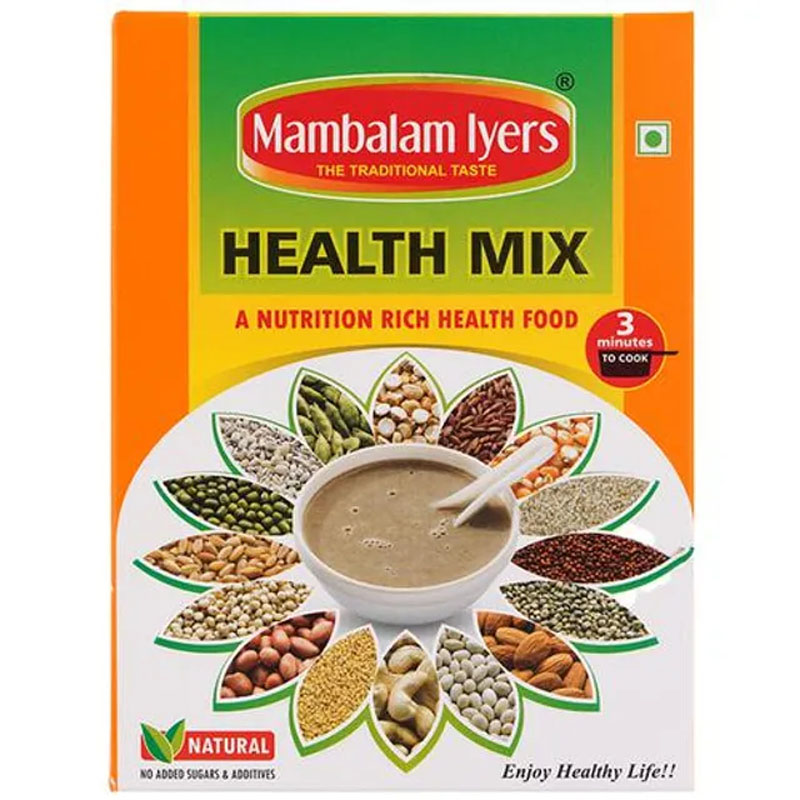 ®
Mambalam Iyers
THE TRADITIONAL TASTE
HEALTH MIX
A NUTRITION RICH HEALTH FOOD
3
minutes
TO COOK
NATURAL
NO ADDED SUGARS & ADDITIVES
Enjoy Healthy Life!!